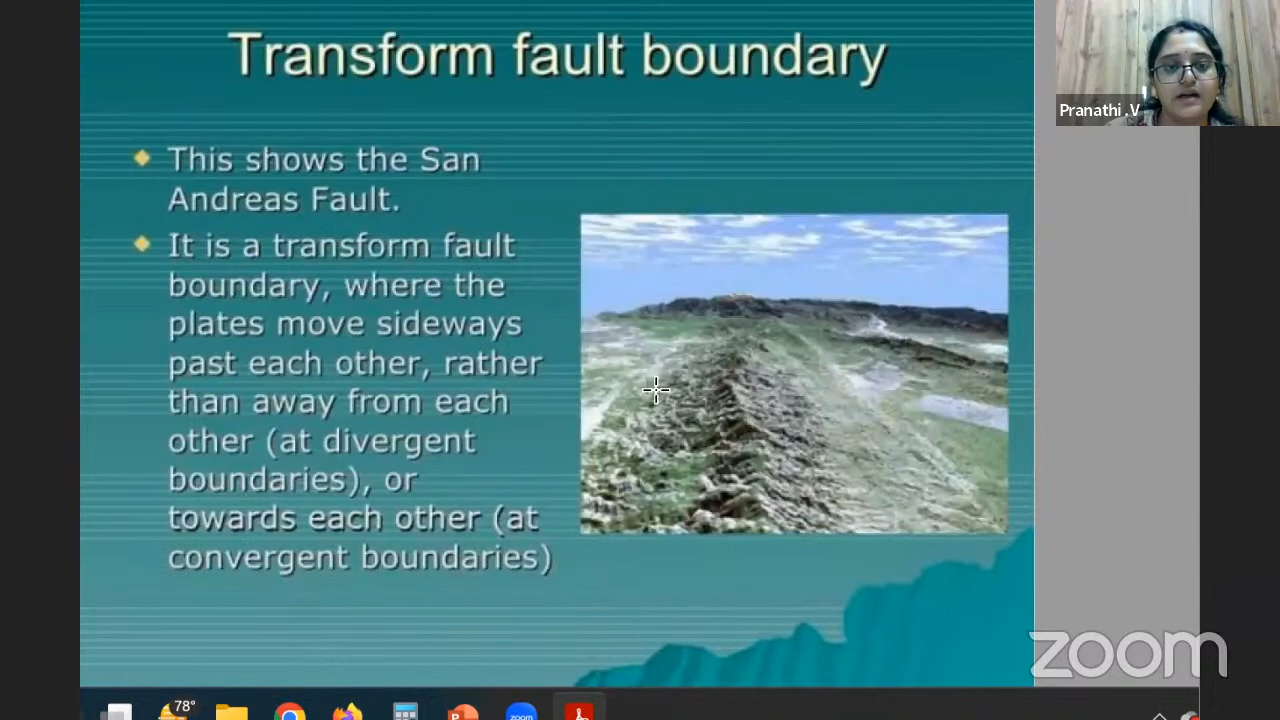 Transform fault boundary
Pranathi .V
This shows the San
Andreas Fault.
It is a transform fault
boundary, where the
plates move sideways
past each other, rather
than away from each
other (at divergent
boundaries), or
towards each other (at
convergent boundaries)
zoom
78°
zoom